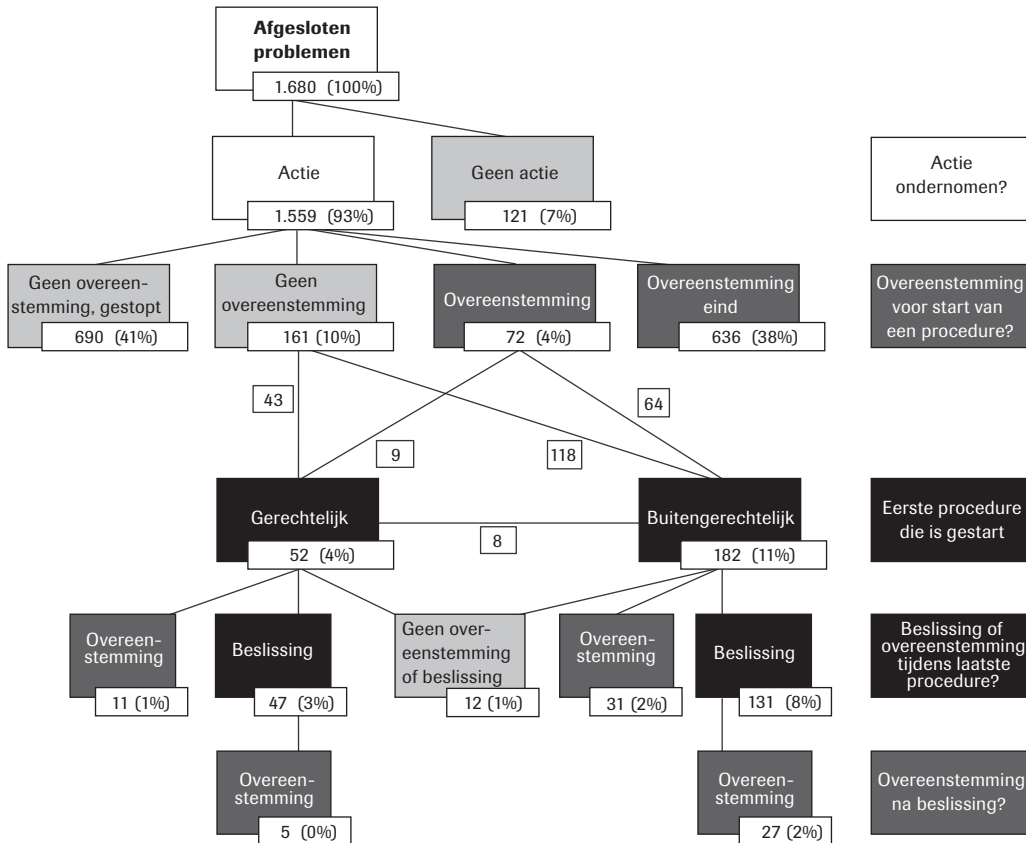 Afgesloten
problemen
1.680 (100%)
Actie
1.559 (93%)
Geen actie
121 (7%)
Actie
ondernomen?
Geen overeen-
stemming, gestopt
690 (41%)
Geen
overeenstemming
161 (10%)
Overeenstemming
72 (4%)
Overeenstemming
eind
636 (38%)
Overeenstemming
voor start van
een procedure?
43
9
118
64
Gerechtelijk
52 (4%)
8
Buitengerechtelijk
182 (11%)
Eerste procedure
die is gestart
Overeen-
stemming
11 (1%)
Beslissing
47 (3%)
Geen over-
eenstemming
of beslissing
12 (1%)
Overeen-
stemming
31 (2%)
Beslissing
131 (8%)
Beslissing of
overeenstemming
tijdens laatste
procedure?
Overeen-
stemming
5 (0%)
Overeen-
stemming
27 (2%)
Overeenstemming
na beslissing?